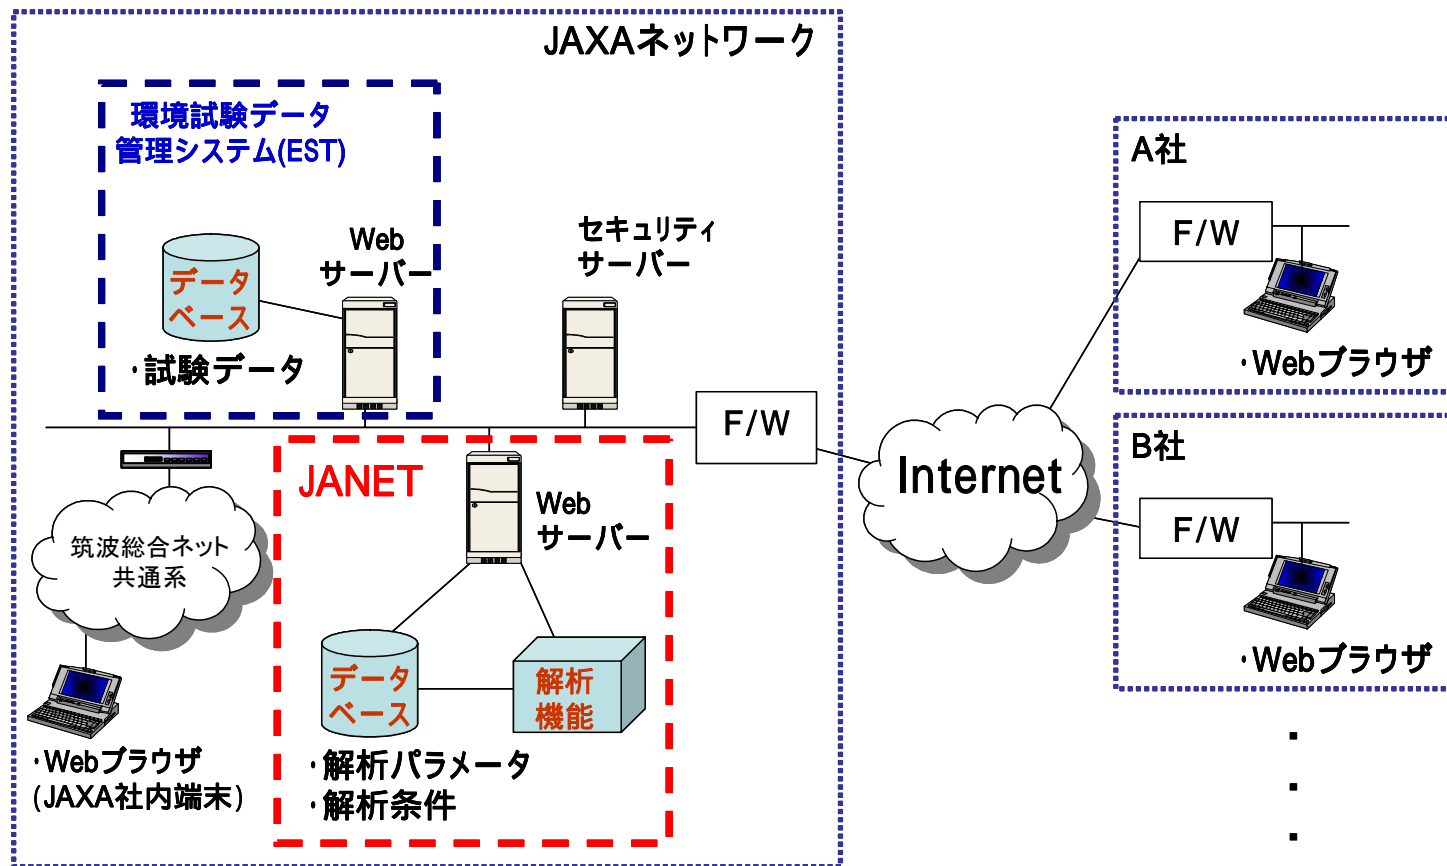 JAXAネットワーク
環境試験データ
管理システム(EST)
Web
サーバー
データ
ベース
・試験データ
セキュリティ
サーバー
F/W
JANET
Web
サーバー
筑波総合ネット
共通系
データ
ベース
解析
機能
・解析パラメータ
・解析条件
・Webブラウザ
(JAXA社内端末)
Internet
A社
F/W
・Webブラウザ
B社
F/W
・Webブラウザ
・
・
・